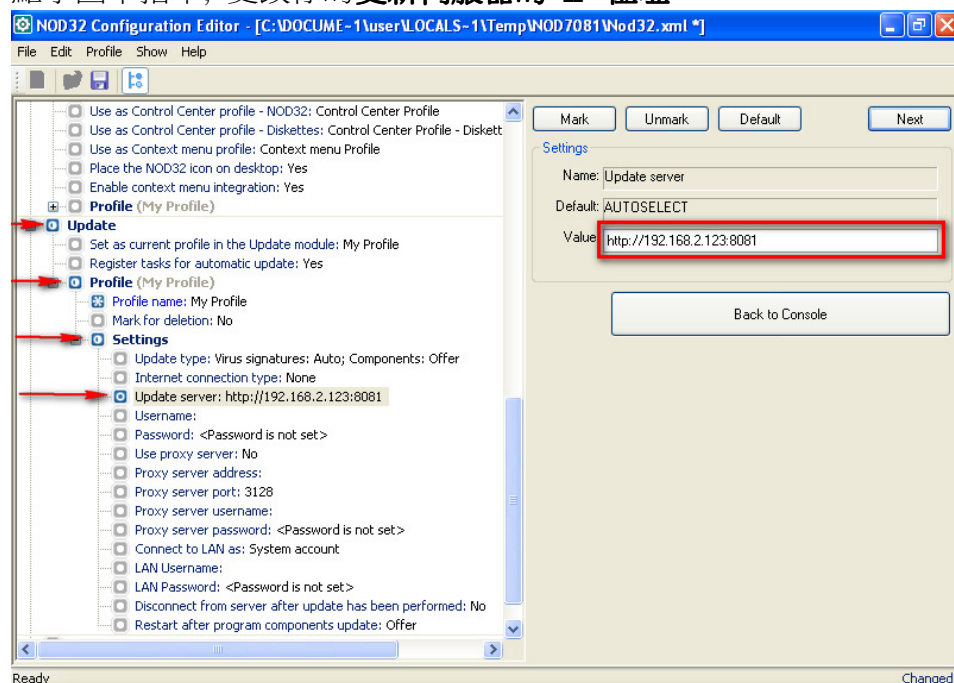 NOD32 Configuration Editor - [C:\DOCUME~1\user\LOCALS~1\Temp\NOD7081\Nod32.xml *]
File Edit Profile Show Help
Use as Control Center profile - NOD32: Control Center Profile
Use as Control Center profile - Diskettes: Control Center Profile - Diskett
Use as Context menu profile: Context menu Profile
Place the NOD32 icon on desktop: Yes
Enable context menu integration: Yes
Profile (My Profile)
Update
Set as current profile in the Update module: My Profile
Register tasks for automatic update: Yes
Profile (My Profile)
Profile name: My Profile
Mark for deletion: No
Settings
Update type: Virus signatures: Auto; Components: Offer
Internet connection type: None
Update server: http://192.168.2.123:8081
Username:
Password: <Password is not set>
Use proxy server: No
Proxy server address:
Proxy server port: 3128
Proxy server username:
Proxy server password: <Password is not set>
Connect to LAN as: System account
LAN Username:
LAN Password: <Password is not set>
Disconnect from server after update has been performed: No
Restart after program components update: Offer
Mark Unmark Default Next
Settings
Name: Update server
Default: AUTOSELECT
Value http://192.168.2.123:8081
Back to Console
Ready Changed